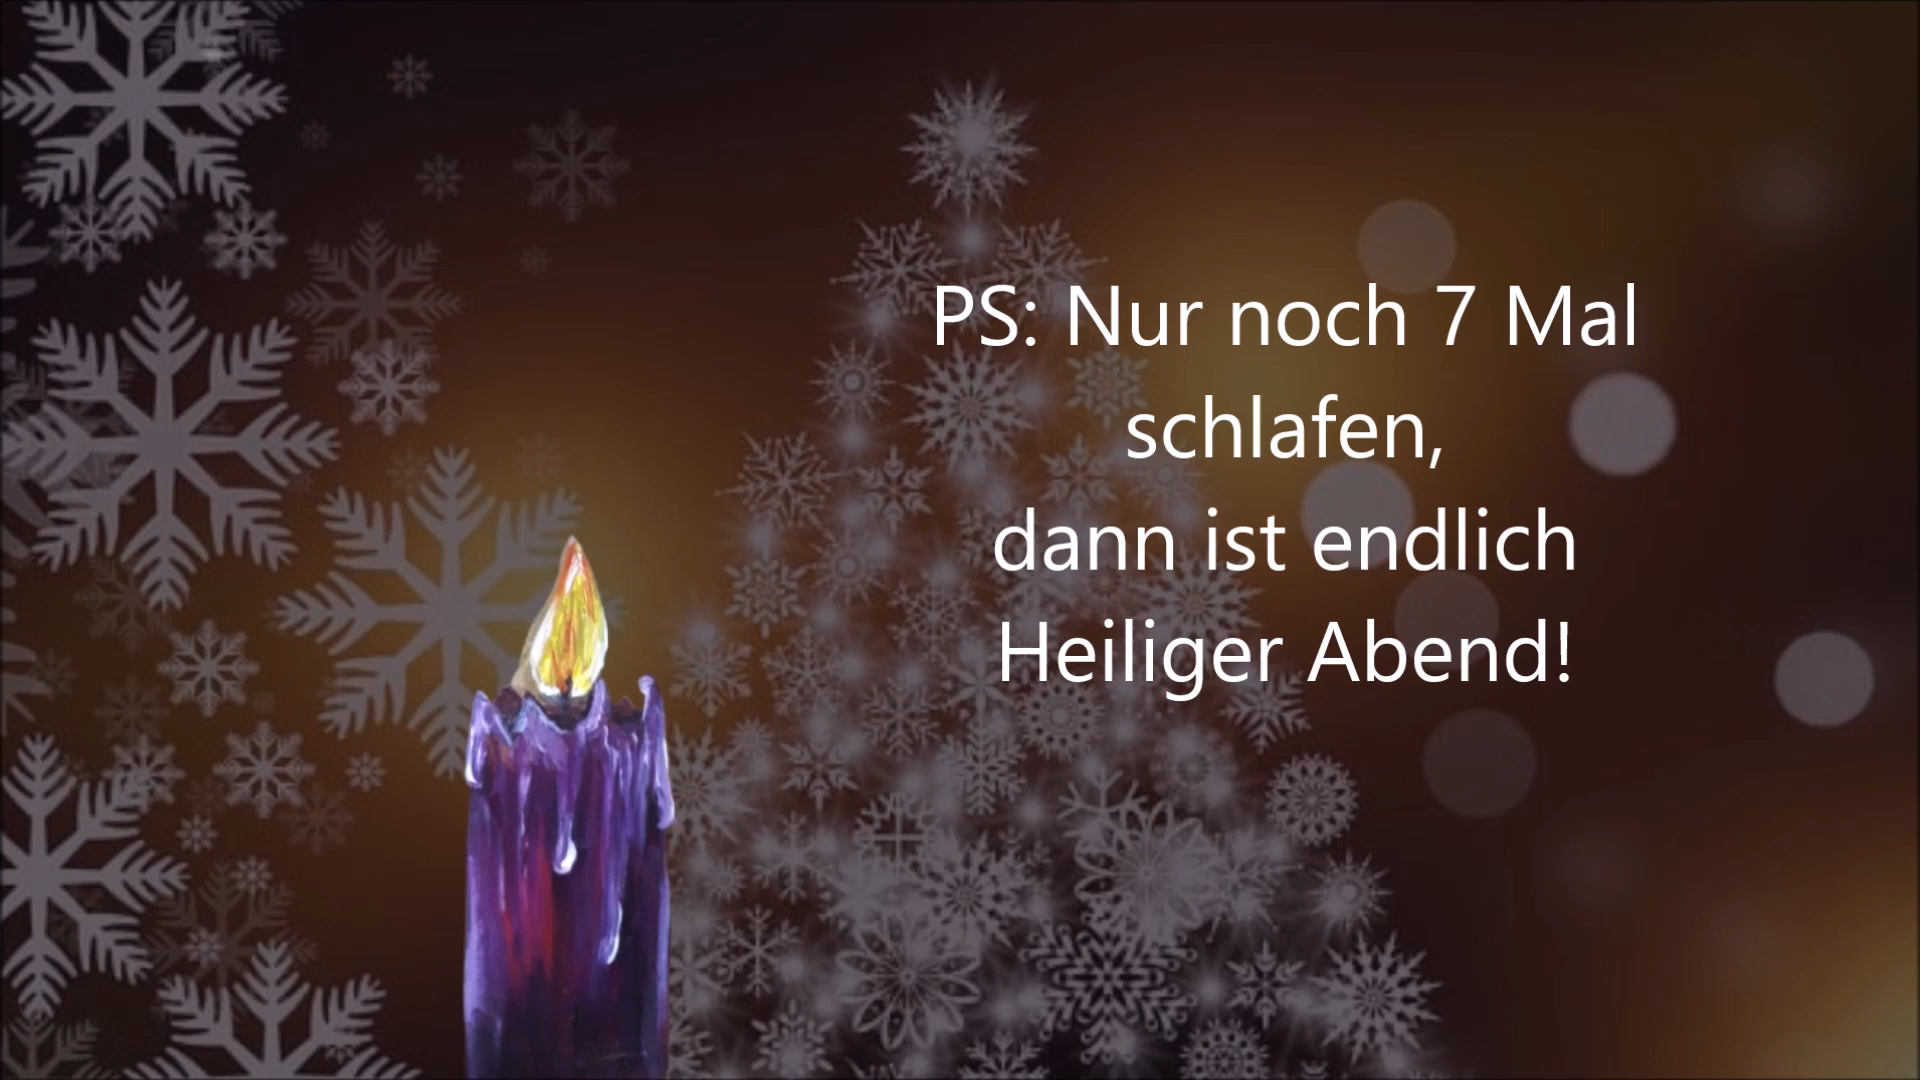 PS: Nur noch 7 Mal
schlafen,
dann ist endlich
Heiliger Abend!